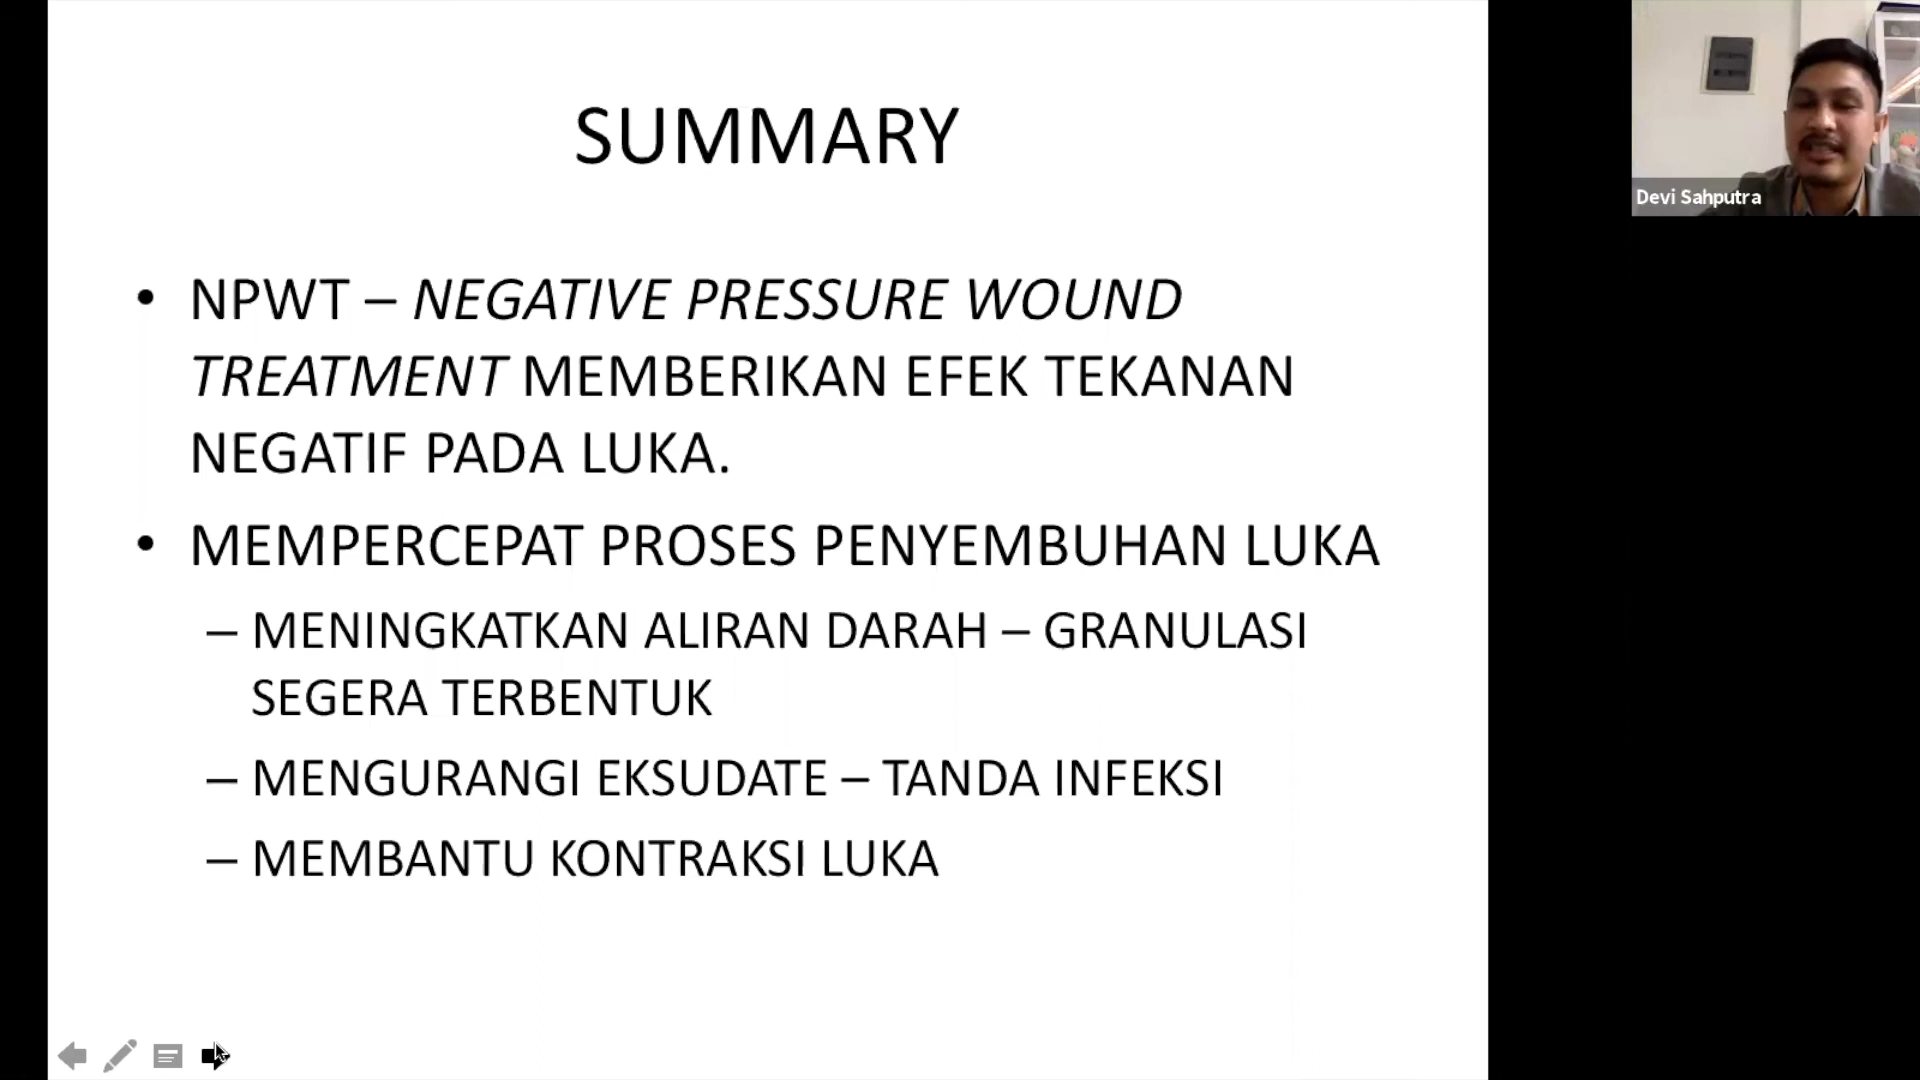 SUMMARY
• NPWT – NEGATIVE PRESSURE WOUND
TREATMENT MEMBERIKAN EFEK TEKANAN
NEGATIF PADA LUKA.
• MEMPERCEPAT PROSES PENYEMBUHAN LUKA
– MENINGKATKAN ALIRAN DARAH – GRANULASI
SEGERA TERBENTUK
– MENGURANGI EKSUDATE – TANDA INFEKSI
– MEMBANTU KONTRAKSI LUKA
Devi Sahputra